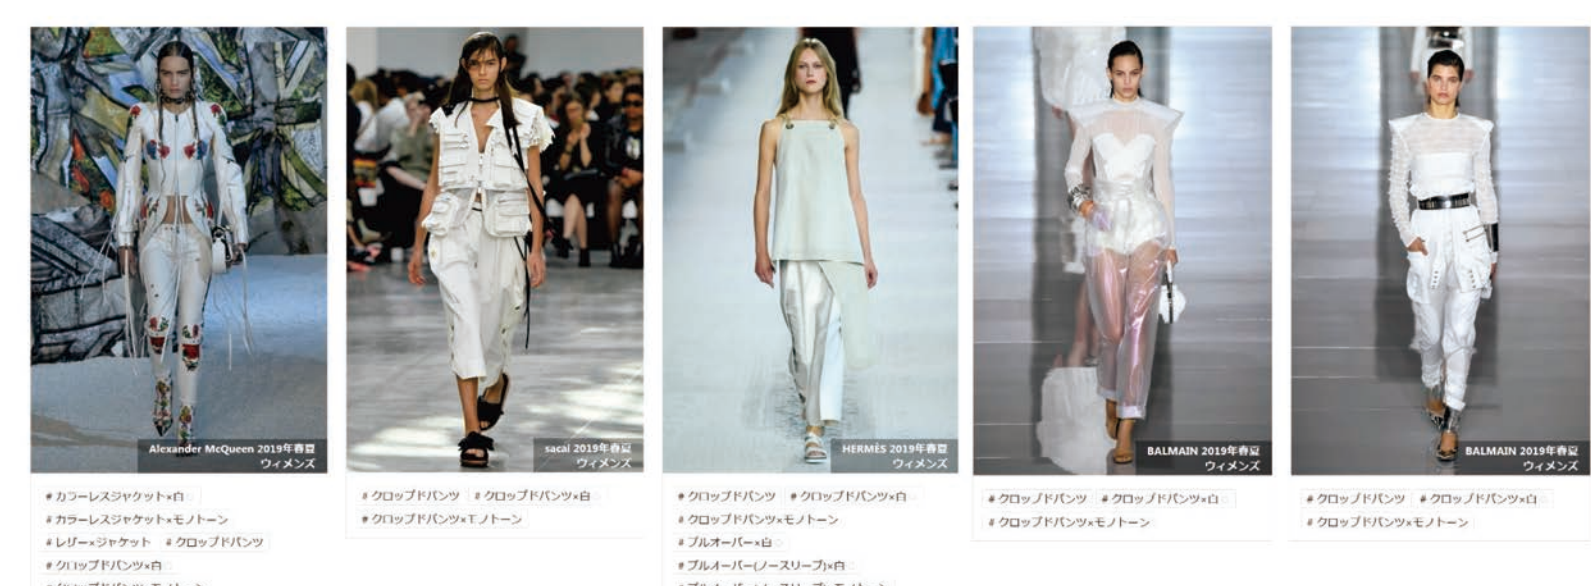 Alexander McQueen 2019年春夏
ウィメンズ
# カラーレスジャケット×白
# カラーレスジャケット×モノトーン
# レザー×ジャケット # クロップドパンツ
# クロップドパンツ×白
sacai 2019年春夏
ウィメンズ
# クロップドパンツ # クロップドパンツ×白
# クロップドパンツ×モノトーン
HERMÈS 2019年春夏
ウィメンズ
# クロップドパンツ # クロップドパンツ×白
# クロップドパンツ×モノトーン
# プルオーバー×白
# プルオーバー(ノースリーブ)×白
BALMAIN 2019年春夏
ウィメンズ
# クロップドパンツ # クロップドパンツ×白
# クロップドパンツ×モノトーン
BALMAIN 2019年春夏
ウィメンズ
# クロップドパンツ # クロップドパンツ×白
# クロップドパンツ×モノトーン